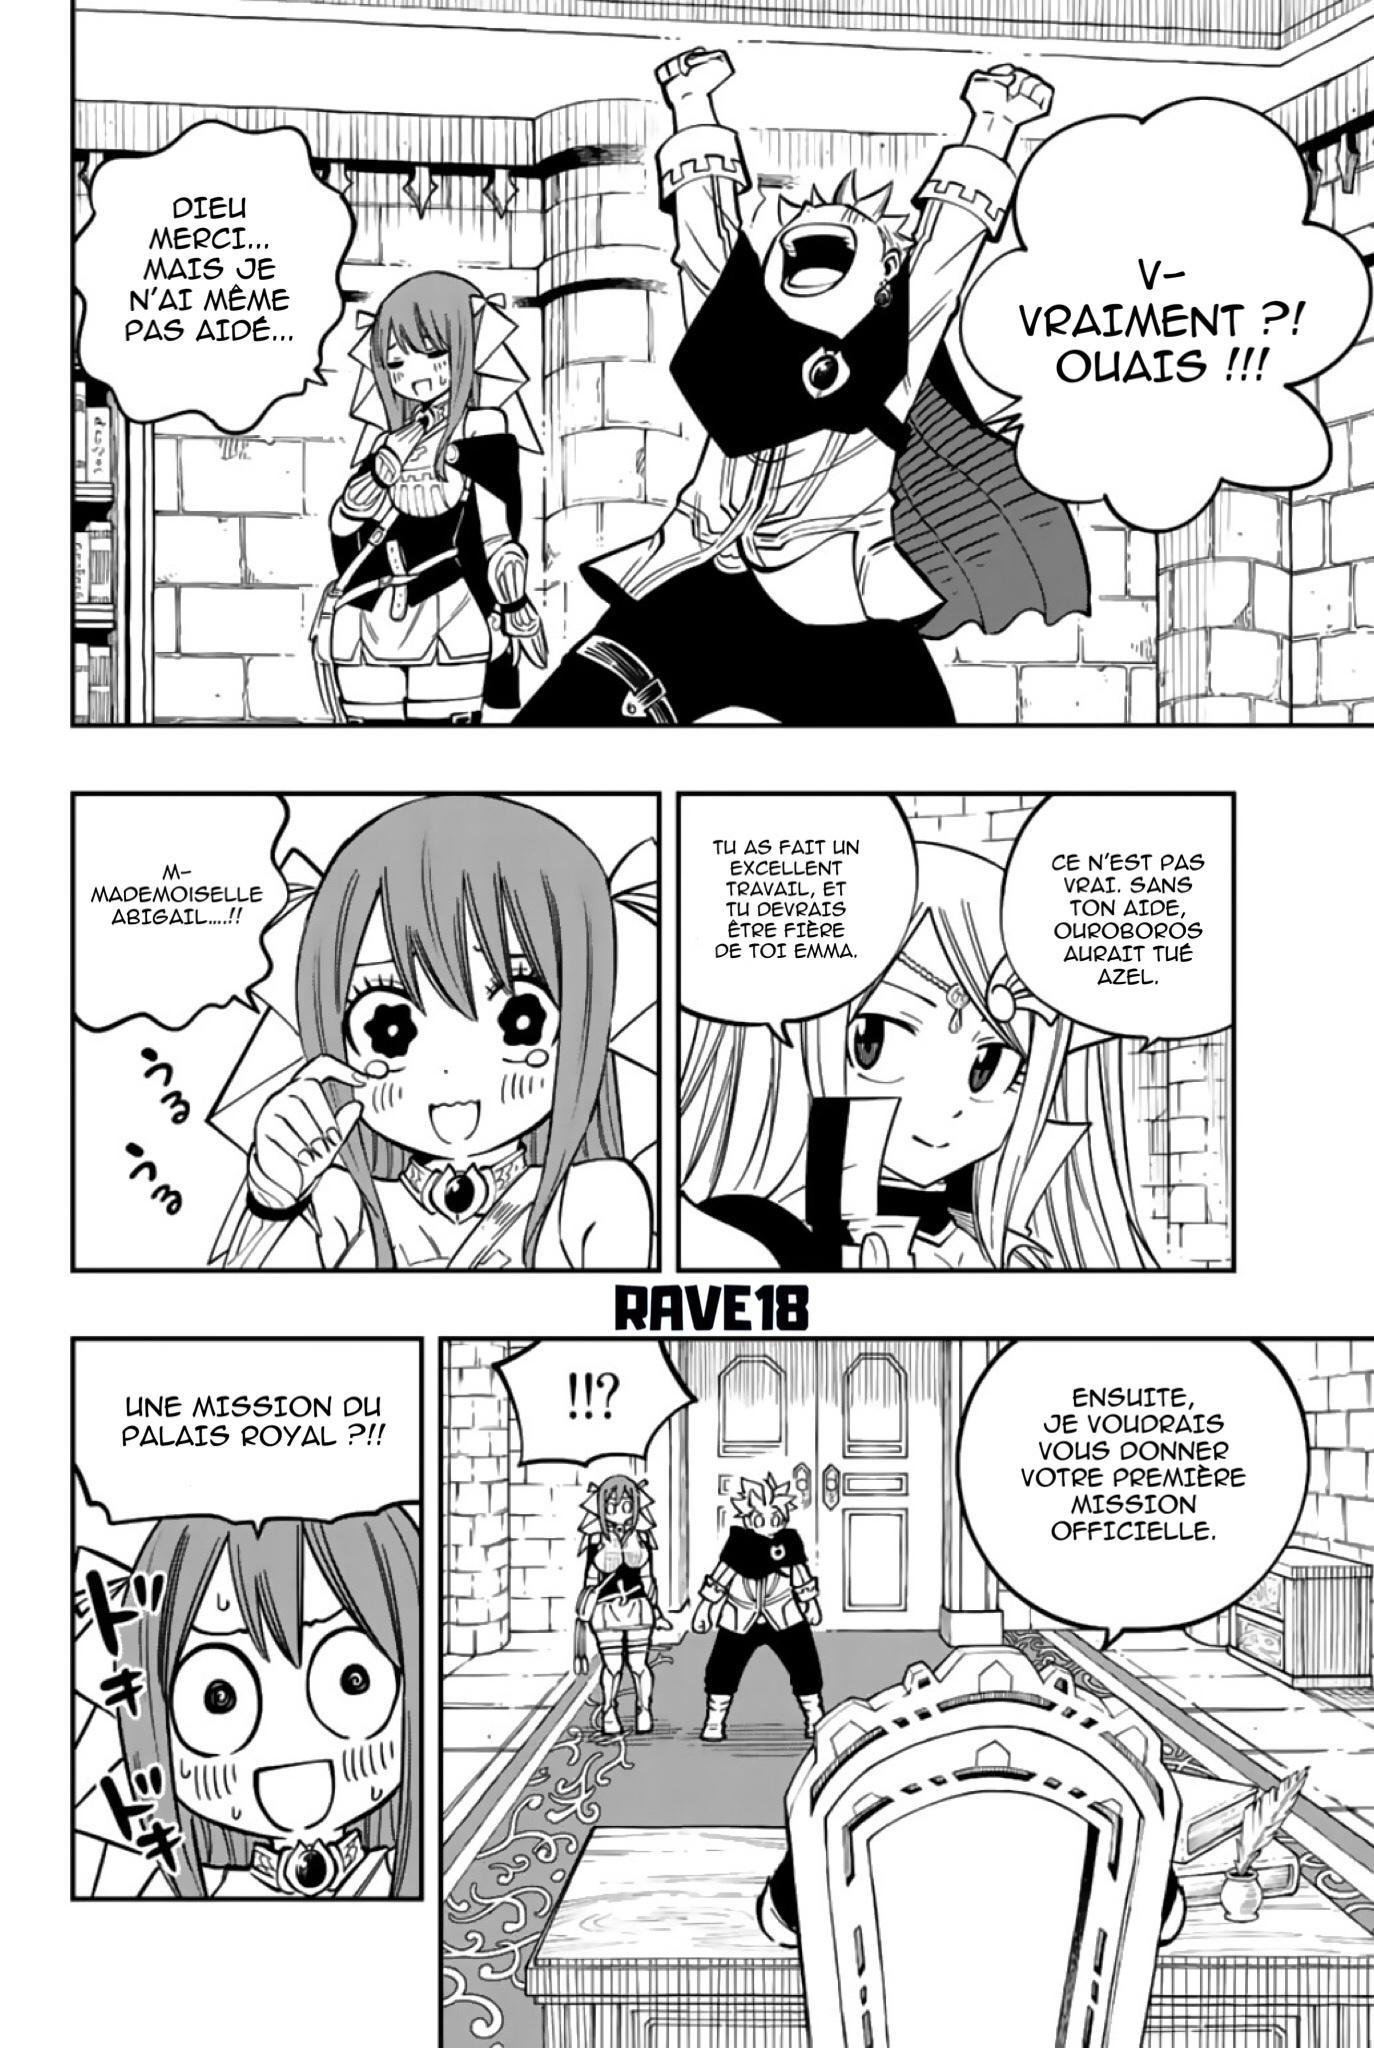 V-
VRAIMENT ?!
OUAIS !!!
DIEU
MERCI...
MAIS JE
N'AI MÊME
PAS AIDÉ...
CE N'EST PAS
VRAI. SANS
TON AIDE,
OUROBOROS
AURAIT TUÉ
AZEL.
TU AS FAIT UN
EXCELLENT
TRAVAIL, ET
TU DEVRAIS
ÊTRE FIÈRE
DE TOI EMMA.
M-
MADEMOISELLE
ABIGAIL....!!
うる
うる
RAVE18
ENSUITE,
JE VOUDRAIS
VOUS DONNER
VOTRE PREMIÈRE
MISSION
OFFICIELLE.
!!?
UNE MISSION DU
PALAIS ROYAL ?!!
ドキ
ドキ